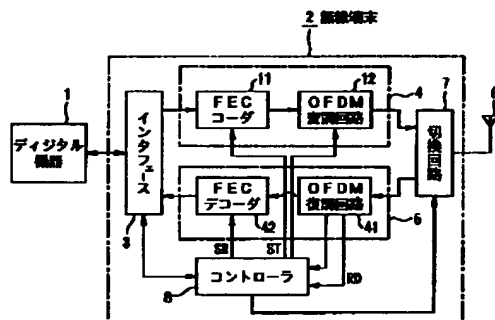 2 無線端末
11
12
4
7
6
1
FEC
コーダ
OFDM
変調回路
ディジタル
機器
インタフェース
切換回路
FEC
デコーダ
OFDM
復調回路
3
42
41
5
SR
ST
コントローラ
RD
8